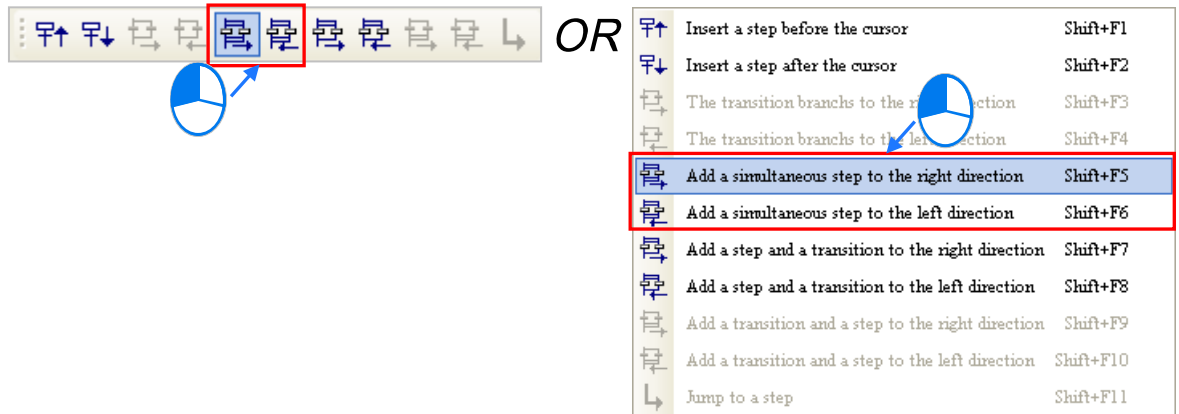 OR
Insert a step before the cursor Shift+F1
Insert a step after the cursor Shift+F2
The transition branchs to the ction Shift+F3
The transition branchs to the ction Shift+F4
Add a simultaneous step to the right direction Shift+F5
Add a simultaneous step to the left direction Shift+F6
Add a step and a transition to the right direction Shift+F7
Add a step and a transition to the left direction Shift+F8
Add a transition and a step to the right direction Shift+F9
Add a transition and a step to the left direction Shift+F10
Jump to a step Shift+F11